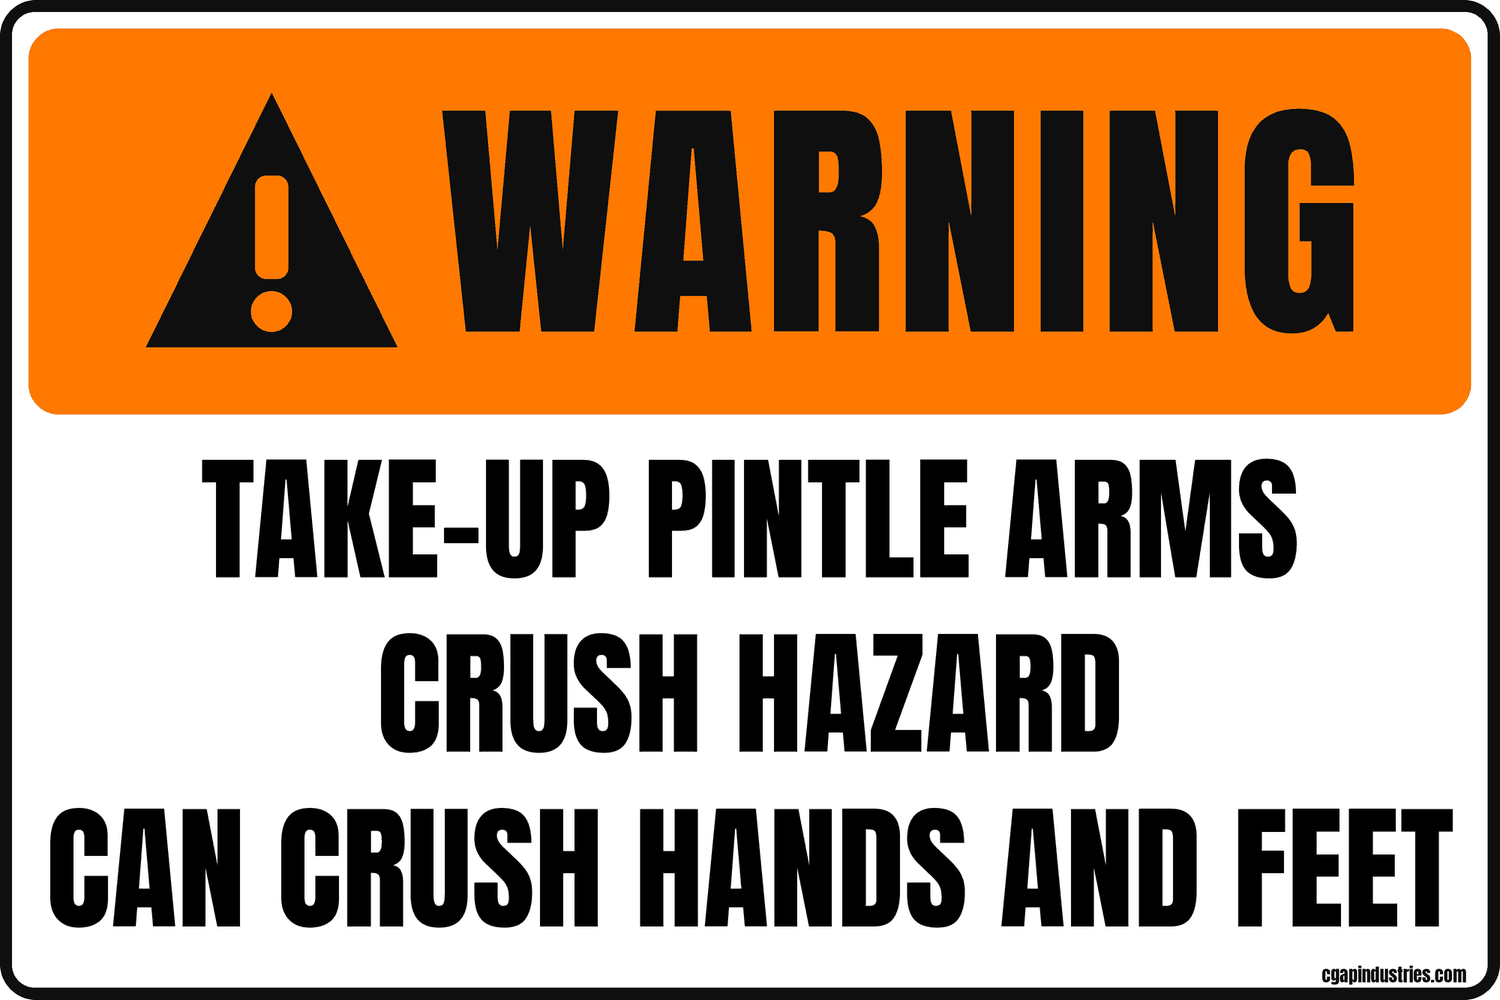 WARNING
TAKE-UP PINTLE ARMS
CRUSH HAZARD
CAN CRUSH HANDS AND FEET
cgapindustries.com